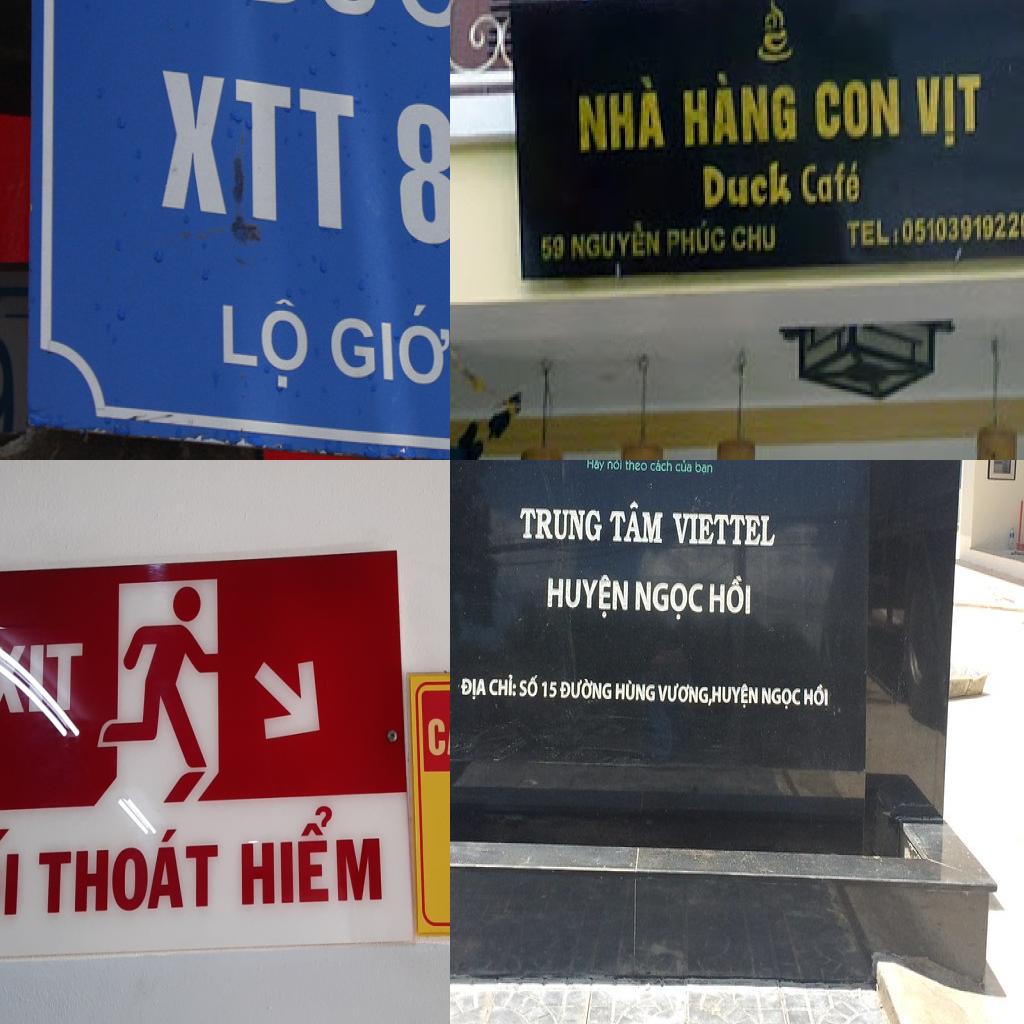 XTT 8
LỘ GIỚ
NHÀ HÀNG CON VỊT
Duck Café
59 NGUYỄN PHÚC CHU
TEL:0510391922
XIT
I THOÁT HIỂM
Hãy nói theo cách của bạn
TRUNG TÂM VIETTEL
HUYỆN NGỌC HỒI
ĐỊA CHỈ: SỐ 15 ĐƯỜNG HÙNG VƯƠNG,HUYỆN NGỌC HỒI